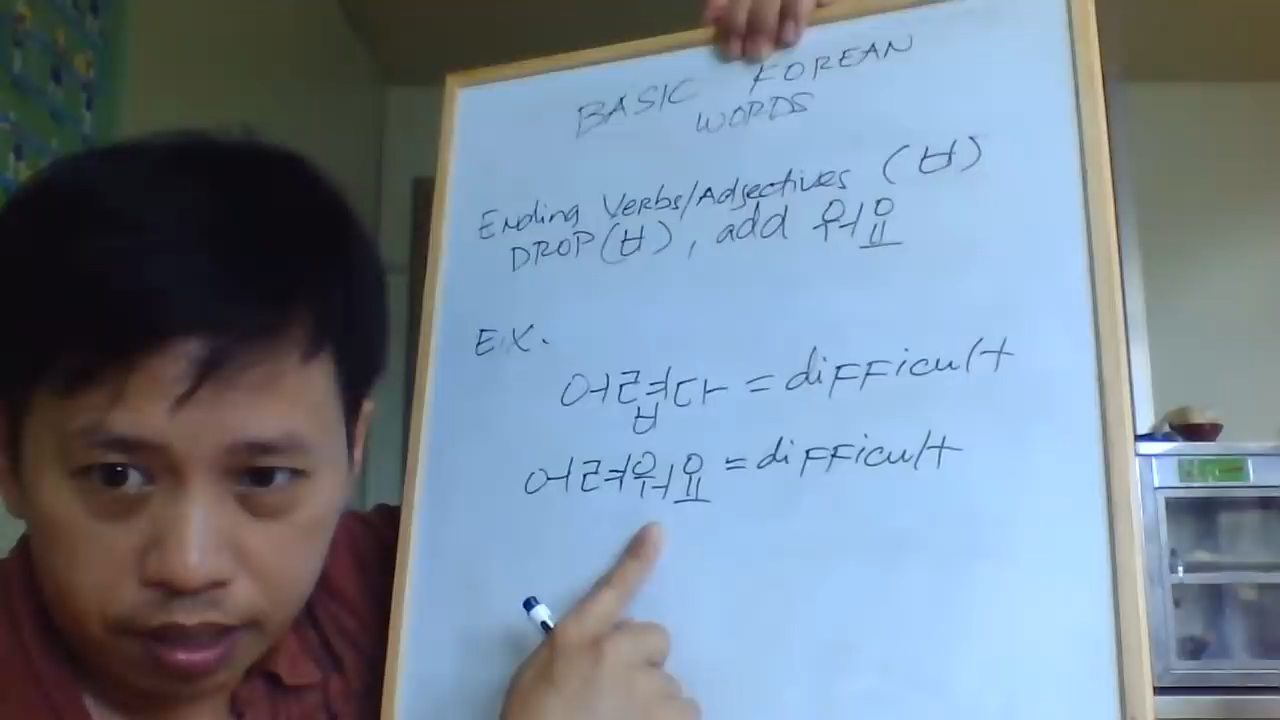 BASIC KOREAN
WORDS
Ending Verbs/Adjectives (ㅂ)
DROP(ㅂ), add 워요
EX.
어렵다 = difficult
어려워요 = difficult